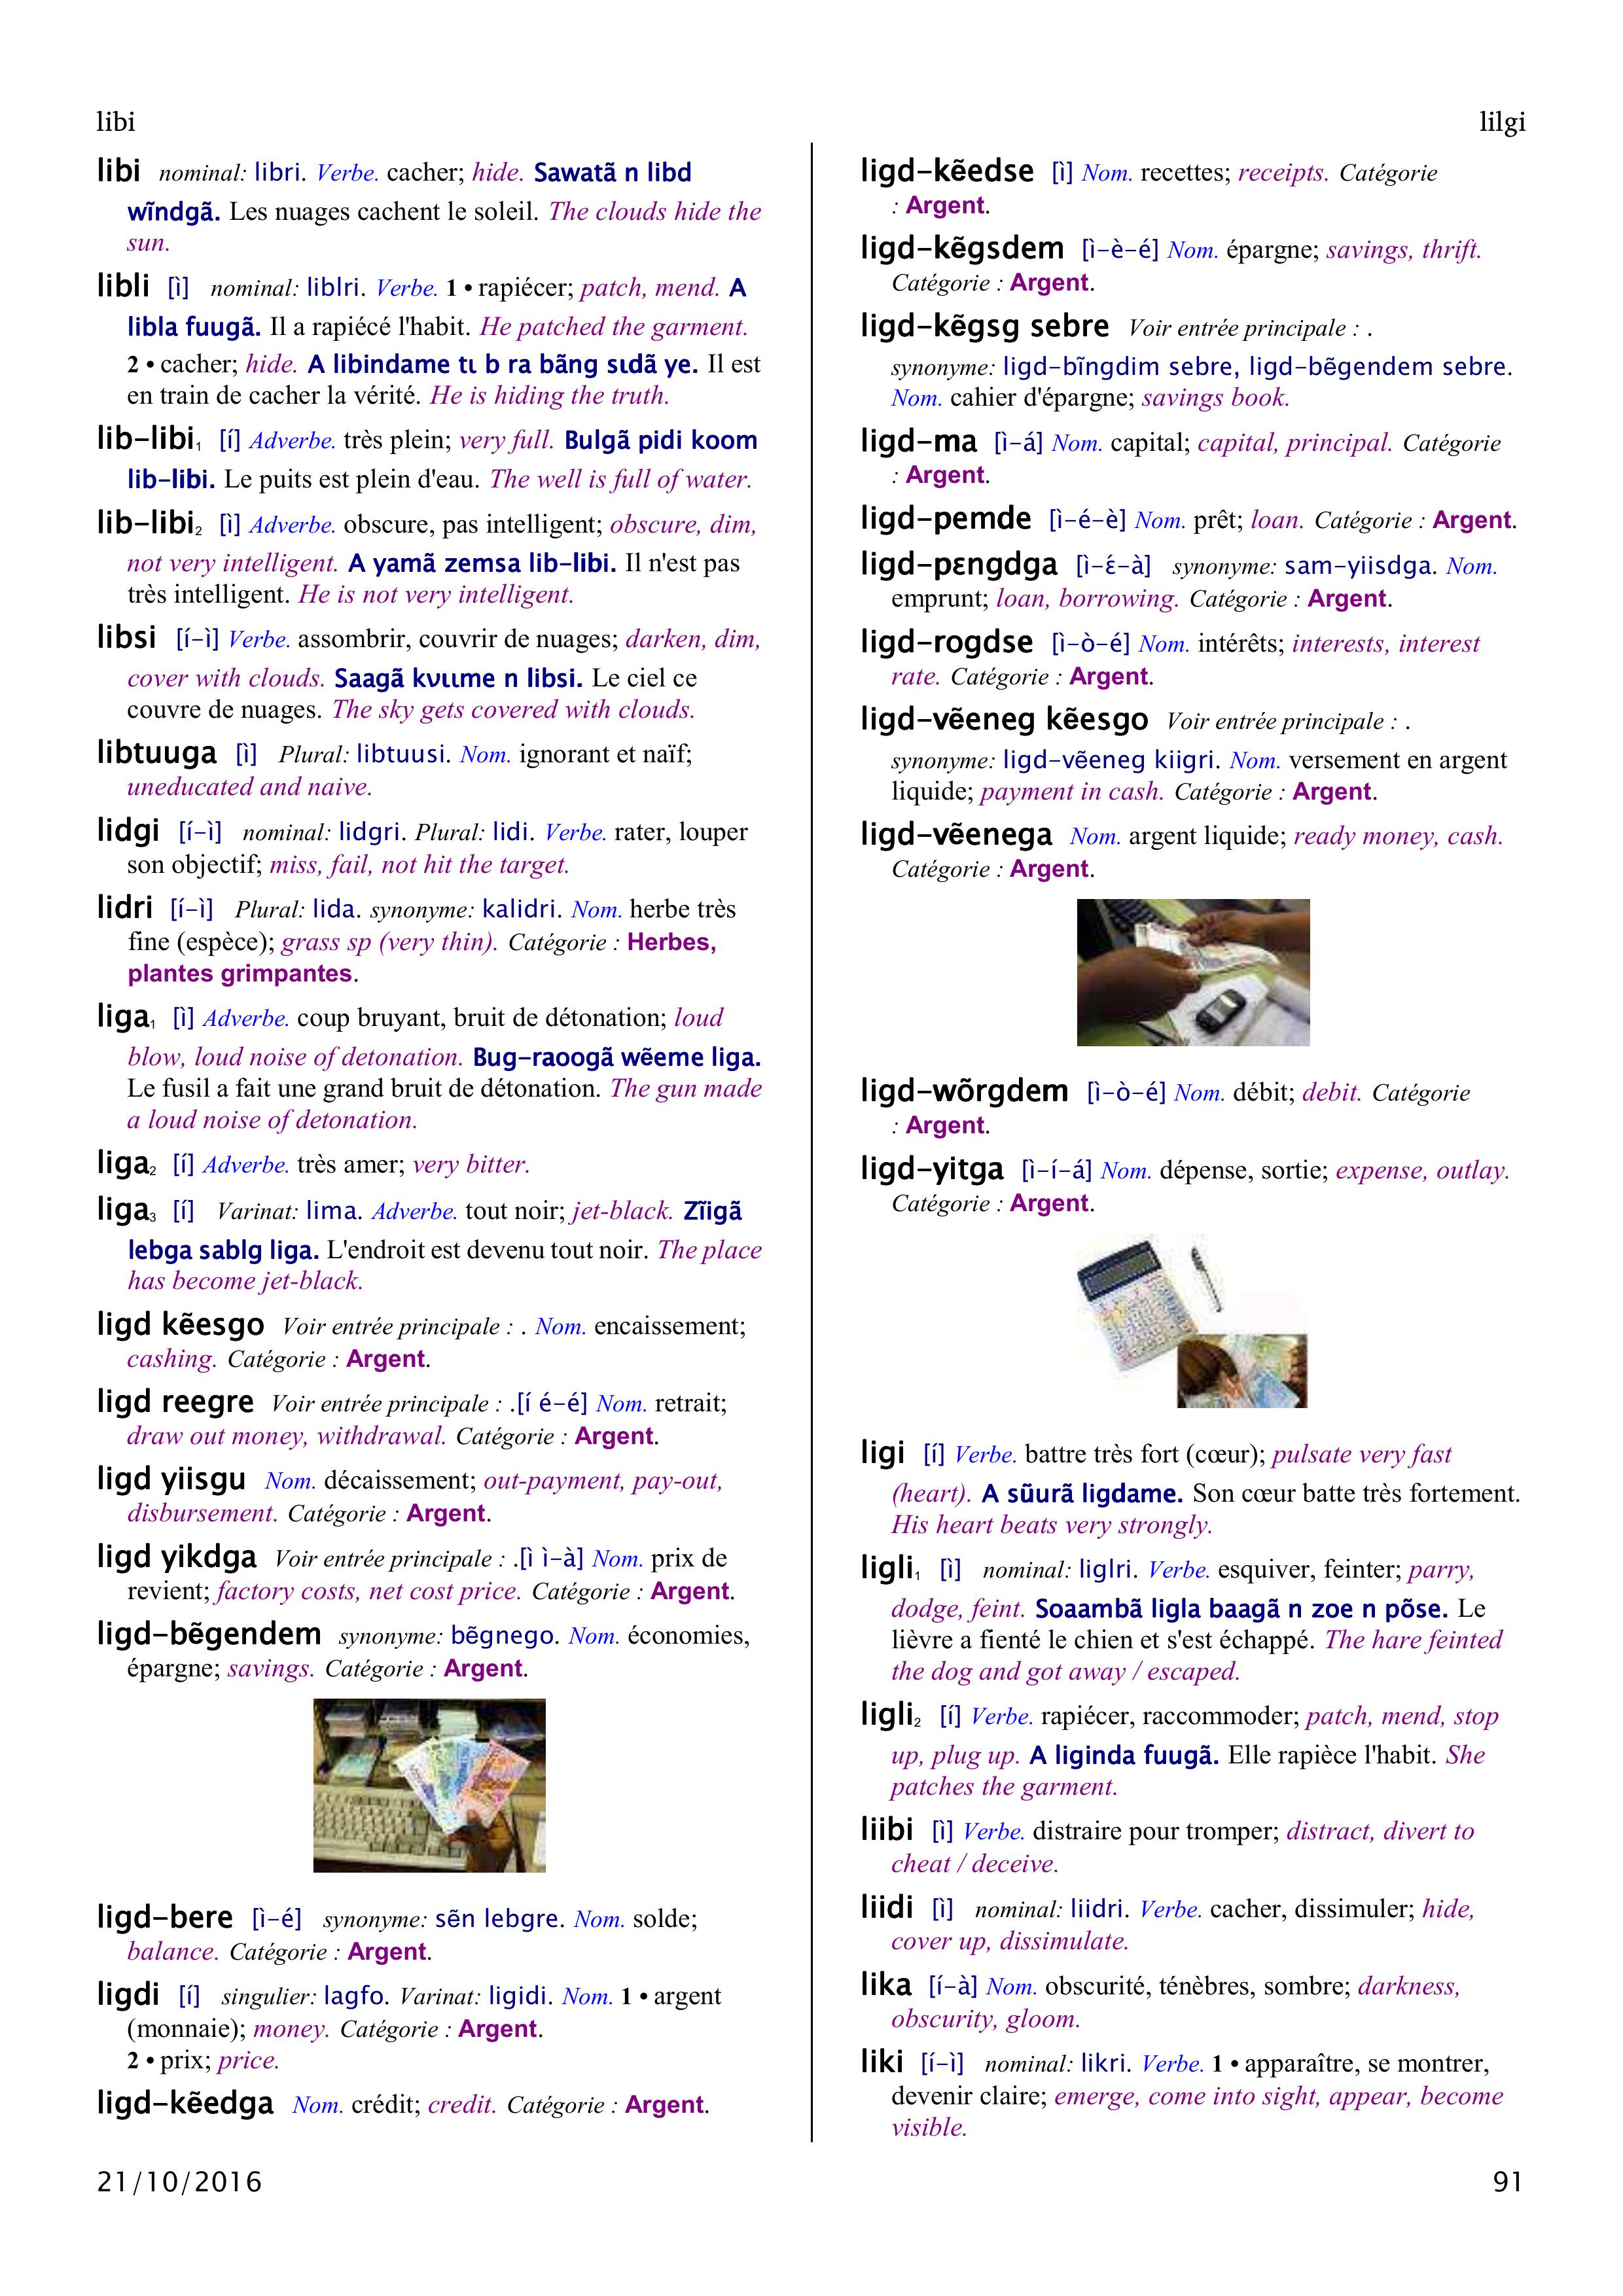 libi
lilgi
libi nominal: libri. Verbe. cacher; hide. Sawatã n libd
wĩndgã. Les nuages cachent le soleil. The clouds hide the
sun.
libli [ì] nominal: liblri. Verbe. 1 • rapiécer; patch, mend. A
libla fuugã. Il a rapiécé l'habit. He patched the garment.
2 • cacher; hide. A libindame tɩ b ra bãng sɩdã ye. Il est
en train de cacher la vérité. He is hiding the truth.
lib-libi₁ [í] Adverbe. très plein; very full. Bulgã pidi koom
lib-libi. Le puits est plein d'eau. The well is full of water.
lib-libi₂ [ì] Adverbe. obscure, pas intelligent; obscure, dim,
not very intelligent. A yamã zemsa lib-libi. Il n'est pas
très intelligent. He is not very intelligent.
libsi [í-ì] Verbe. assombrir, couvrir de nuages; darken, dim,
cover with clouds. Saagã kʋɩɩme n libsi. Le ciel ce
couvre de nuages. The sky gets covered with clouds.
libtuuga [ì] Plural: libtuusi. Nom. ignorant et naïf;
uneducated and naive.
lidgi [í-ì] nominal: lidgri. Plural: lidi. Verbe. rater, louper
son objectif; miss, fail, not hit the target.
lidri [í-ì] Plural: lida. synonyme: kalidri. Nom. herbe très
fine (espèce); grass sp (very thin). Catégorie : Herbes,
plantes grimpantes.
liga₁ [ì] Adverbe. coup bruyant, bruit de détonation; loud
blow, loud noise of detonation. Bug-raoogã wẽeme liga.
Le fusil a fait une grand bruit de détonation. The gun made
a loud noise of detonation.
liga₂ [í] Adverbe. très amer; very bitter.
liga₃ [í] Varinat: lima. Adverbe. tout noir; jet-black. Zĩigã
lebga sablg liga. L'endroit est devenu tout noir. The place
has become jet-black.
ligd kẽesgo Voir entrée principale : . Nom. encaissement;
cashing. Catégorie : Argent.
ligd reegre Voir entrée principale : .[í é-é] Nom. retrait;
draw out money, withdrawal. Catégorie : Argent.
ligd yiisgu Nom. décaissement; out-payment, pay-out,
disbursement. Catégorie : Argent.
ligd yikdga Voir entrée principale : .[ì ì-à] Nom. prix de
revient; factory costs, net cost price. Catégorie : Argent.
ligd-bẽgendem synonyme: bẽgnego. Nom. économies,
épargne; savings. Catégorie : Argent.
ligd-bere [ì-é] synonyme: sẽn lebgre. Nom. solde;
balance. Catégorie : Argent.
ligdi [í] singulier: lagfo. Varinat: ligidi. Nom. 1 • argent
(monnaie); money. Catégorie : Argent.
2 • prix; price.
ligd-kẽedga Nom. crédit; credit. Catégorie : Argent.
ligd-kẽedse [ì] Nom. recettes; receipts. Catégorie
: Argent.
ligd-kẽgsdem [ì-è-é] Nom. épargne; savings, thrift.
Catégorie : Argent.
ligd-kẽgsg sebre Voir entrée principale : .
synonyme: ligd-bĩngdim sebre, ligd-bẽgendem sebre.
Nom. cahier d'épargne; savings book.
ligd-ma [ì-á] Nom. capital; capital, principal. Catégorie
: Argent.
ligd-pemde [ì-é-è] Nom. prêt; loan. Catégorie : Argent.
ligd-pɛngdga [ì-ɛ́-à] synonyme: sam-yiisdga. Nom.
emprunt; loan, borrowing. Catégorie : Argent.
ligd-rogdse [ì-ò-é] Nom. intérêts; interests, interest
rate. Catégorie : Argent.
ligd-vẽeneg kẽesgo Voir entrée principale : .
synonyme: ligd-vẽeneg kiigri. Nom. versement en argent
liquide; payment in cash. Catégorie : Argent.
ligd-vẽenega Nom. argent liquide; ready money, cash.
Catégorie : Argent.
ligd-wõrgdem [ì-ò-é] Nom. débit; debit. Catégorie
: Argent.
ligd-yitga [ì-í-á] Nom. dépense, sortie; expense, outlay.
Catégorie : Argent.
ligi [í] Verbe. battre très fort (cœur); pulsate very fast
(heart). A sũurã ligdame. Son cœur batte très fortement.
His heart beats very strongly.
ligli₁ [ì] nominal: liglri. Verbe. esquiver, feinter; parry,
dodge, feint. Soaambã ligla baagã n zoe n põse. Le
lièvre a fienté le chien et s'est échappé. The hare feinted
the dog and got away / escaped.
ligli₂ [í] Verbe. rapiécer, raccommoder; patch, mend, stop
up, plug up. A liginda fuugã. Elle rapièce l'habit. She
patches the garment.
liibi [ì] Verbe. distraire pour tromper; distract, divert to
cheat / deceive.
liidi [ì] nominal: liidri. Verbe. cacher, dissimuler; hide,
cover up, dissimulate.
lika [í-à] Nom. obscurité, ténèbres, sombre; darkness,
obscurity, gloom.
liki [í-ì] nominal: likri. Verbe. 1 • apparaître, se montrer,
devenir claire; emerge, come into sight, appear, become
visible.
21/10/2016
91